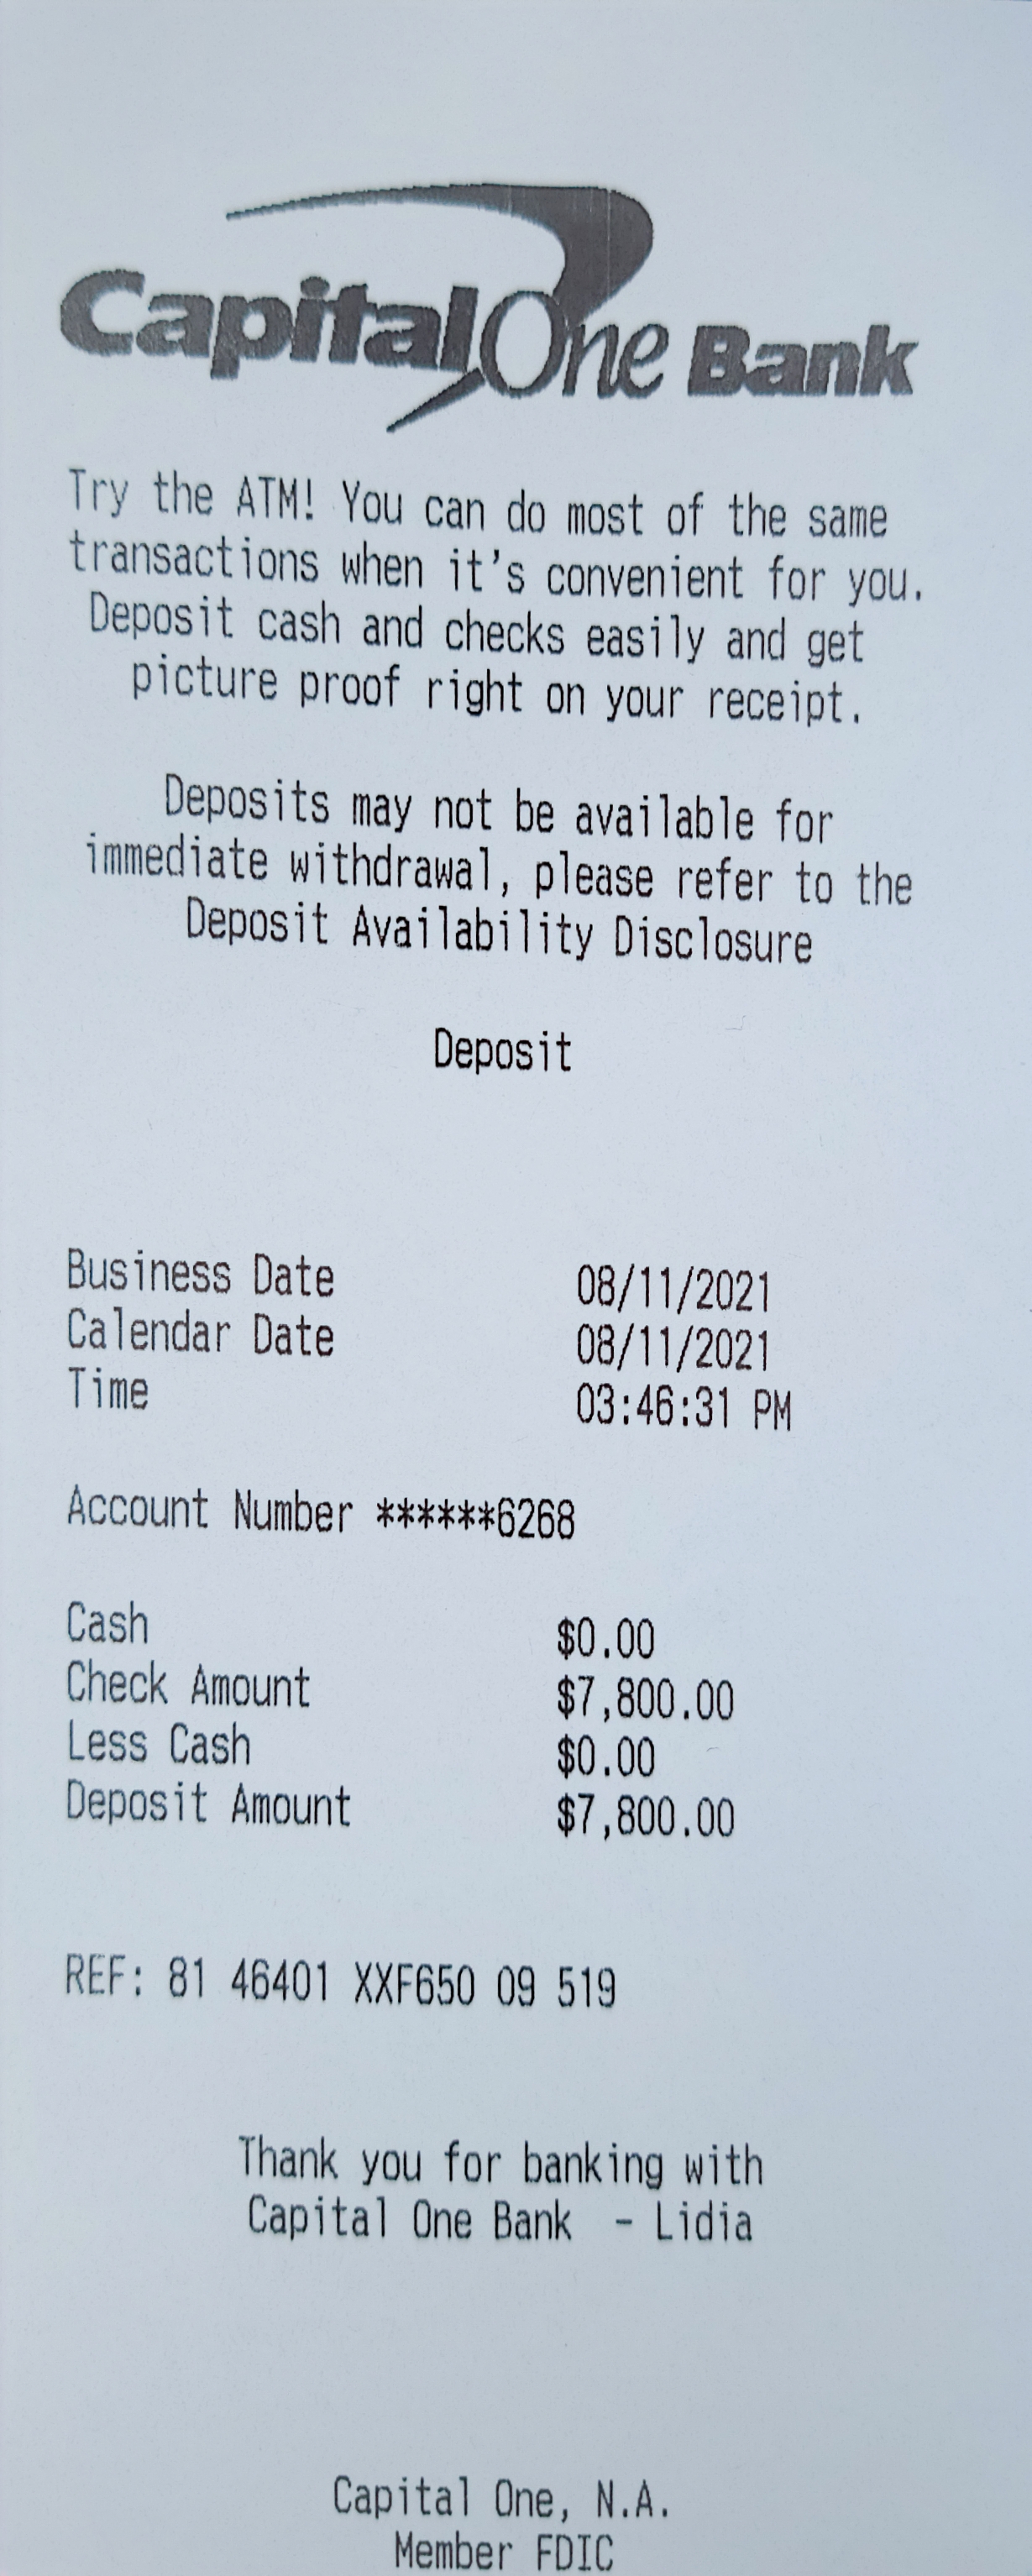 Capital One Bank
Try the ATM! You can do most of the same
transactions when it's convenient for you.
Deposit cash and checks easily and get
picture proof right on your receipt.
Deposits may not be available for
immediate withdrawal, please refer to the
Deposit Availability Disclosure
Deposit
Business Date 08/11/2021
Calendar Date 08/11/2021
Time 03:46:31 PM
Account Number ******6268
Cash $0.00
Check Amount $7,800.00
Less Cash $0.00
Deposit Amount $7,800.00
REF: 81 46401 XXF650 09 519
Thank you for banking with
Capital One Bank - Lidia
Capital One, N.A.
Member FDIC